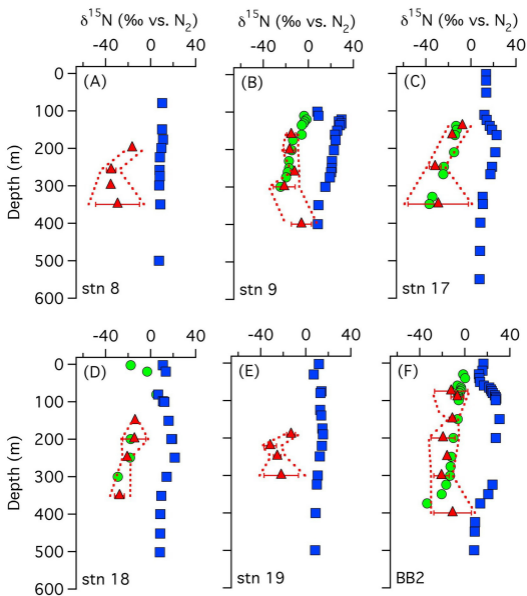 δ¹⁵N (‰ vs. N₂) δ¹⁵N (‰ vs. N₂) δ¹⁵N (‰ vs. N₂)
-40 0 40 -40 0 40 -40 0 40
0 (A) (B) (C)
100
200
Depth (m)
300
400
500
600 stn 8 stn 9 stn 17
-40 0 40 -40 0 40 -40 0 40
0 (D) (E) (F)
100
200
Depth (m)
300
400
500
600 stn 18 stn 19 BB2